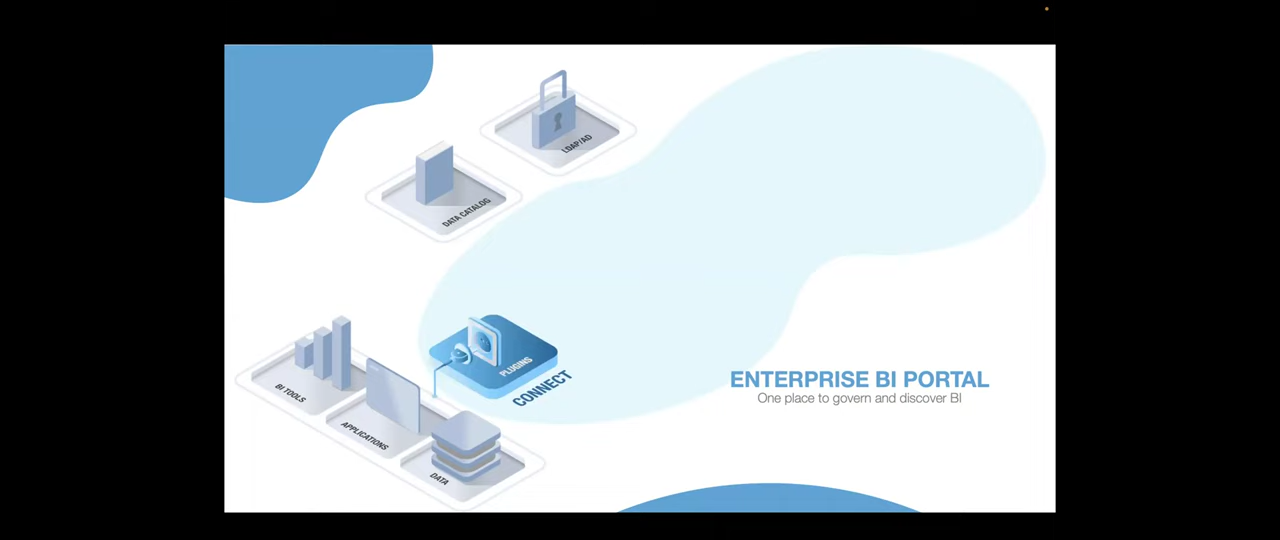 LDAP/AD
DATA CATALOG
PLUGINS
CONNECT
BI TOOLS
APPLICATIONS
DATA
ENTERPRISE BI PORTAL
One place to govern and discover BI